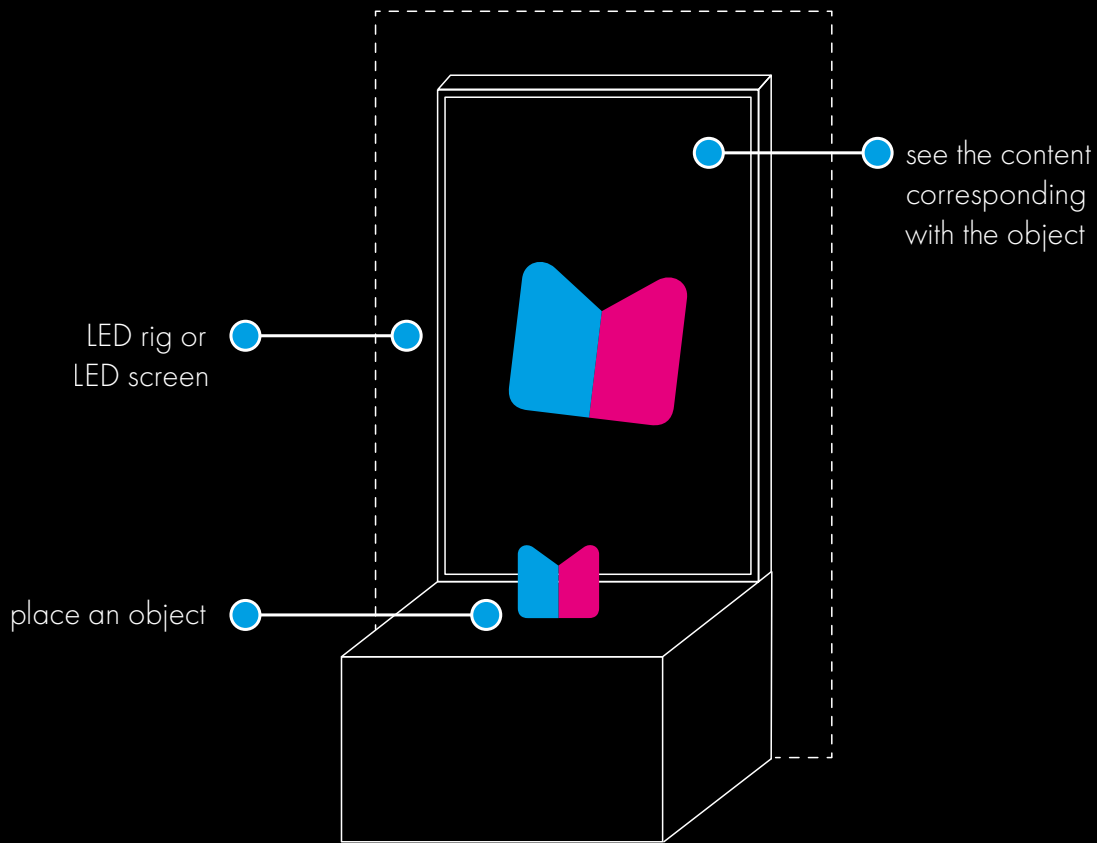 see the content
corresponding
with the object
LED rig or
LED screen
place an object